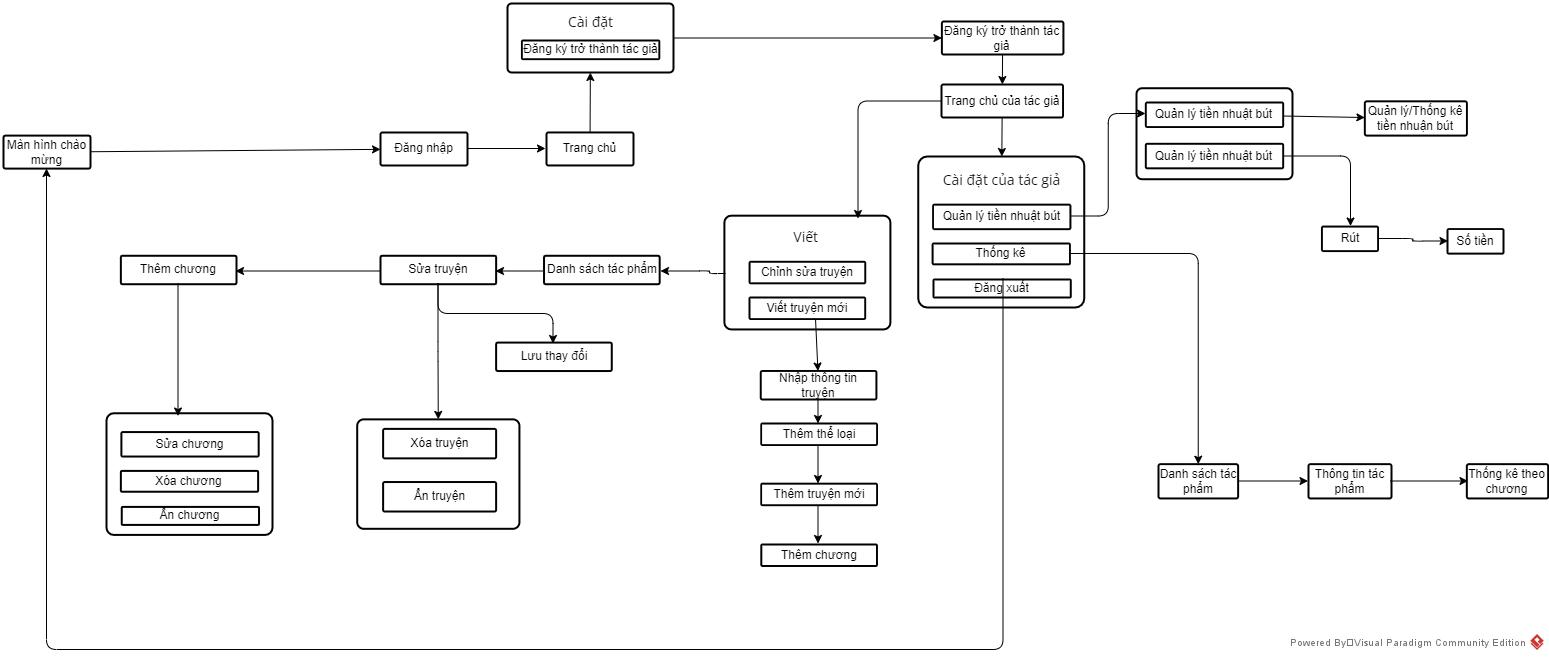 Cài đặt
Đăng ký trở thành tác giả
Đăng ký trở thành tác
giả
Trang chủ của tác giả
Quản lý tiền nhuật bút
Quản lý/Thống kê
tiền nhuận bút
Màn hình chào
mừng
Đăng nhập
Trang chủ
Quản lý tiền nhuật bút
Cài đặt của tác giả
Quản lý tiền nhuật bút
Thống kê
Đăng xuất
Rút
Số tiền
Viết
Chỉnh sửa truyện
Viết truyện mới
Thêm chương
Sửa truyện
Danh sách tác phẩm
Lưu thay đổi
Nhập thông tin
truyện
Thêm thể loại
Thêm truyện mới
Thêm chương
Sửa chương
Xóa chương
Ẩn chương
Xóa truyện
Ẩn truyện
Danh sách tác
phẩm
Thông tin tác
phẩm
Thống kê theo
chương
Powered By Visual Paradigm Community Edition